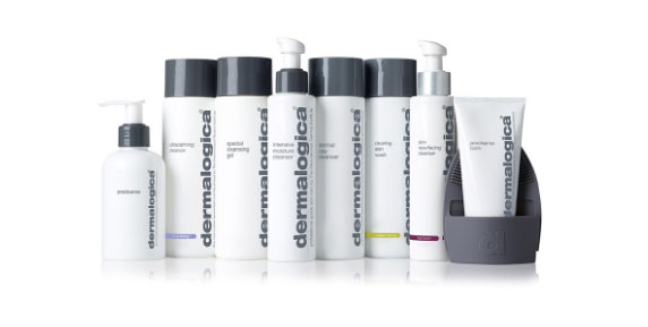 precleanse
dermalogica
ultracalming
cleanser
dermalogica
special
cleansing
gel
dermalogica
intensive
moisture
cleanser
dermalogica
dermal
clay
cleanser
dermalogica
clearing
skin
wash
dermalogica
skin
resurfacing
cleanser
dermalogica
precleanse
balm
dermalogica
d